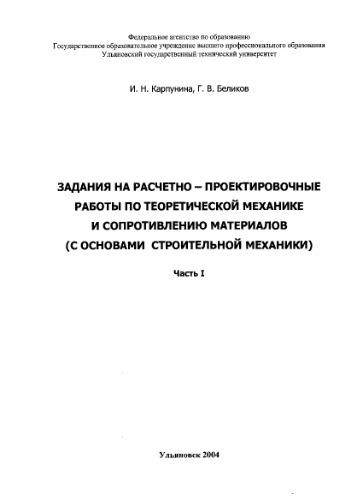 Федеральное агентство по образованию
Государственное образовательное учреждение высшего профессионального образования
Ульяновский государственный технический университет
И. Н. Карпунина, Г. В. Беликов
ЗАДАНИЯ НА РАСЧЕТНО – ПРОЕКТИРОВОЧНЫЕ
РАБОТЫ ПО ТЕОРЕТИЧЕСКОЙ МЕХАНИКЕ
И СОПРОТИВЛЕНИЮ МАТЕРИАЛОВ
(С ОСНОВАМИ СТРОИТЕЛЬНОЙ МЕХАНИКИ)
Часть I
Ульяновск 2004